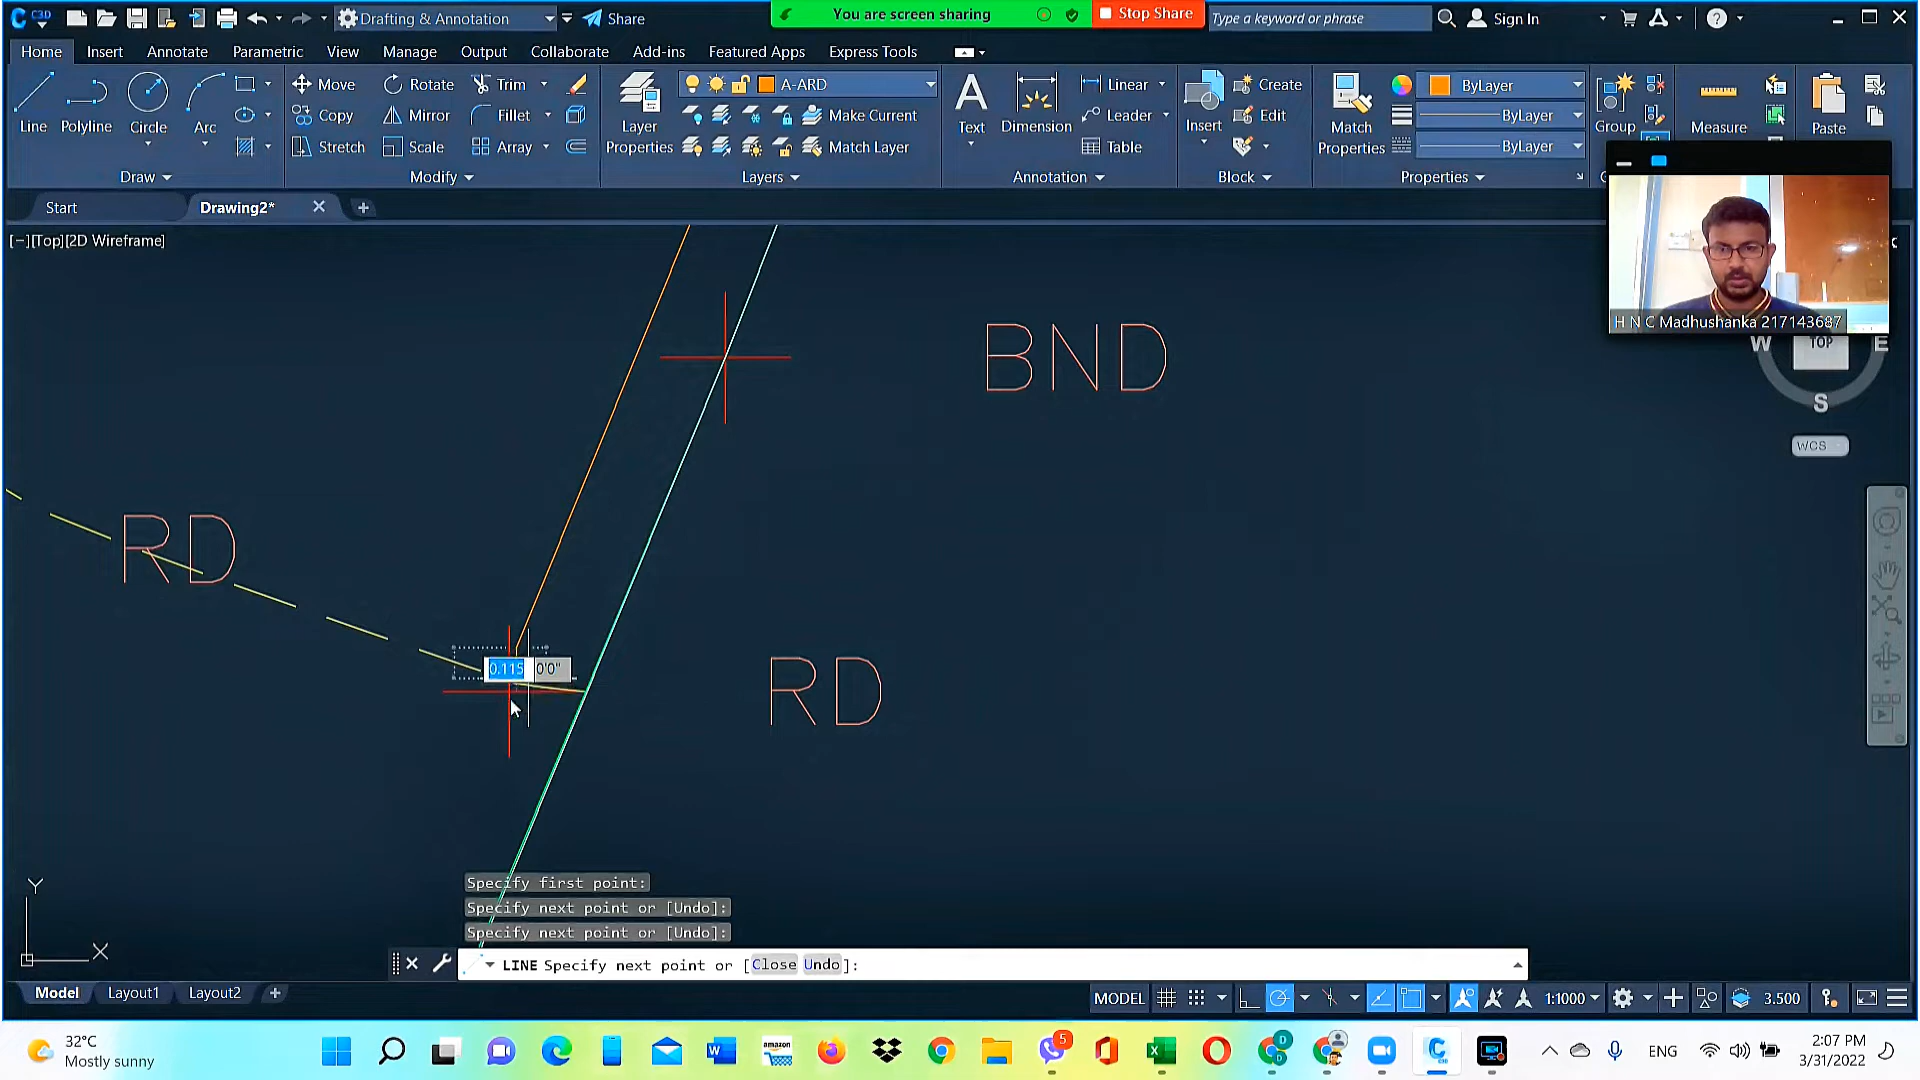 C3D Drafting & Annotation Share You are screen sharing Stop Share Type a keyword or phrase Sign In
Home Insert Annotate Parametric View Manage Output Collaborate Add-ins Featured Apps Express Tools
Line Polyline Circle Arc
Move Rotate Trim
Copy Mirror Fillet
Stretch Scale Array
Layer Properties
A-ARD
Make Current
Match Layer
Text Dimension
Linear
Leader
Table
Insert
Create
Edit
Match Properties
ByLayer
ByLayer
ByLayer
Group Measure Paste
Draw Modify Layers Annotation Block Properties
Start Drawing2*
[−][Top][2D Wireframe]
H N C Madhushanka 217143687
W TOP E
S
WCS
BND
RD
RD
0.115 0'0"
Y
X
Specify first point:
Specify next point or [Undo]:
Specify next point or [Undo]:
LINE Specify next point or [Close Undo]:
Model Layout1 Layout2
MODEL 1:1000 3.500
32°C
Mostly sunny
amazon
5
ENG
2:07 PM
3/31/2022